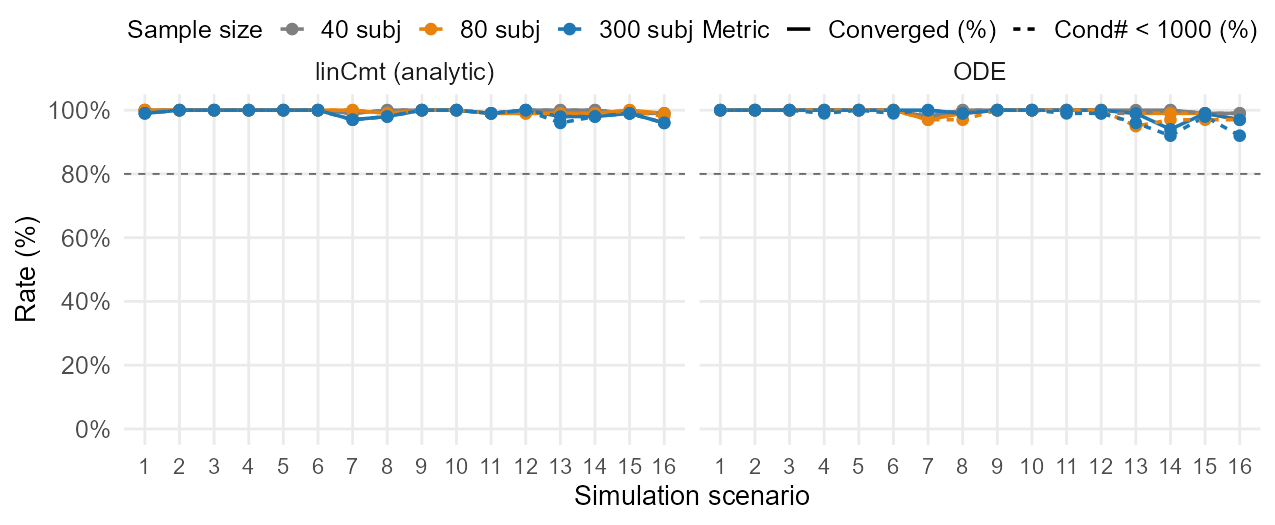 Sample size 40 subj 80 subj 300 subj Metric Converged (%) Cond# < 1000 (%)
linCmt (analytic) ODE
100%
80%
60%
40%
20%
0%
Rate (%)
1 2 3 4 5 6 7 8 9 10 11 12 13 14 15 16 1 2 3 4 5 6 7 8 9 10 11 12 13 14 15 16
Simulation scenario